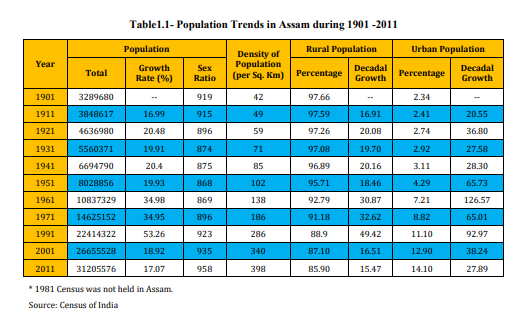 Table1.1- Population Trends in Assam during 1901 -2011
Year Population Density of Population (per Sq. Km) Rural Population Urban Population
Total Growth Rate (%) Sex Ratio Percentage Decadal Growth Percentage Decadal Growth
1901 3289680 -- 919 42 97.66 -- 2.34 --
1911 3848617 16.99 915 49 97.59 16.91 2.41 20.55
1921 4636980 20.48 896 59 97.26 20.08 2.74 36.80
1931 5560371 19.91 874 71 97.08 19.70 2.92 27.58
1941 6694790 20.4 875 85 96.89 20.16 3.11 28.30
1951 8028856 19.93 868 102 95.71 18.46 4.29 65.73
1961 10837329 34.98 869 138 92.79 30.87 7.21 126.57
1971 14625152 34.95 896 186 91.18 32.62 8.82 65.01
1991 22414322 53.26 923 286 88.9 49.42 11.10 92.97
2001 26655528 18.92 935 340 87.10 16.51 12.90 38.24
2011 31205576 17.07 958 398 85.90 15.47 14.10 27.89
* 1981 Census was not held in Assam.
Source: Census of India